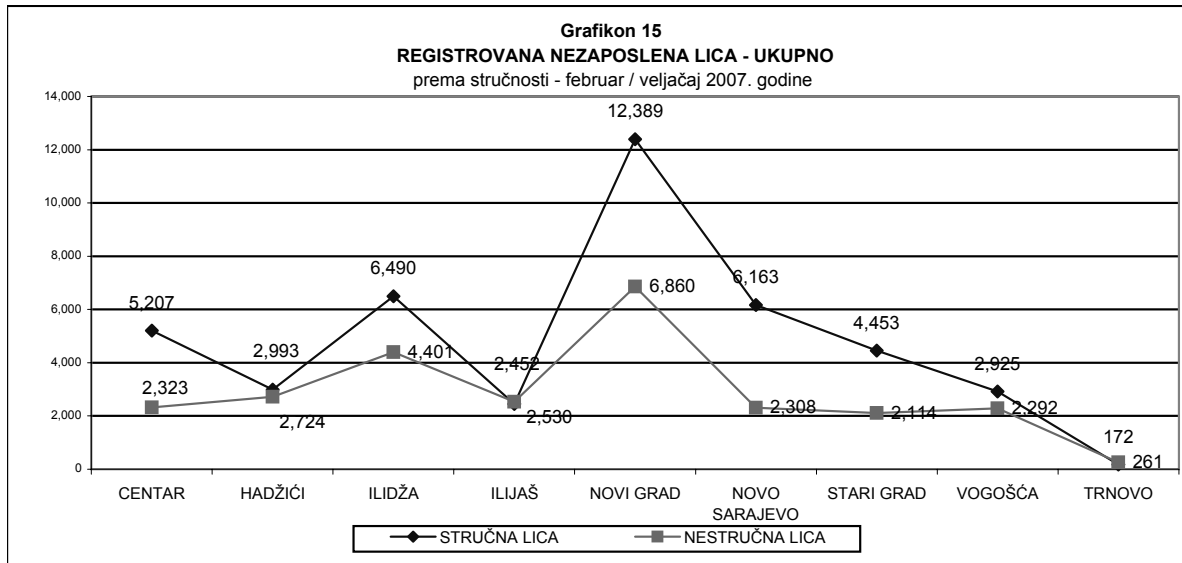 Grafikon 15
REGISTROVANA NEZAPOSLENA LICA - UKUPNO
prema stručnosti - februar / veljačaj 2007. godine
14,000
12,000
10,000
8,000
6,000
4,000
2,000
0
5,207
2,993
6,490
2,452
12,389
6,163
4,453
2,925
172
2,323
2,724
4,401
2,530
6,860
2,308
2,114
2,292
261
CENTAR
HADŽIĆI
ILIDŽA
ILIJAŠ
NOVI GRAD
NOVO
SARAJEVO
STARI GRAD
VOGOŠĆA
TRNOVO
STRUČNA LICA
NESTRUČNA LICA